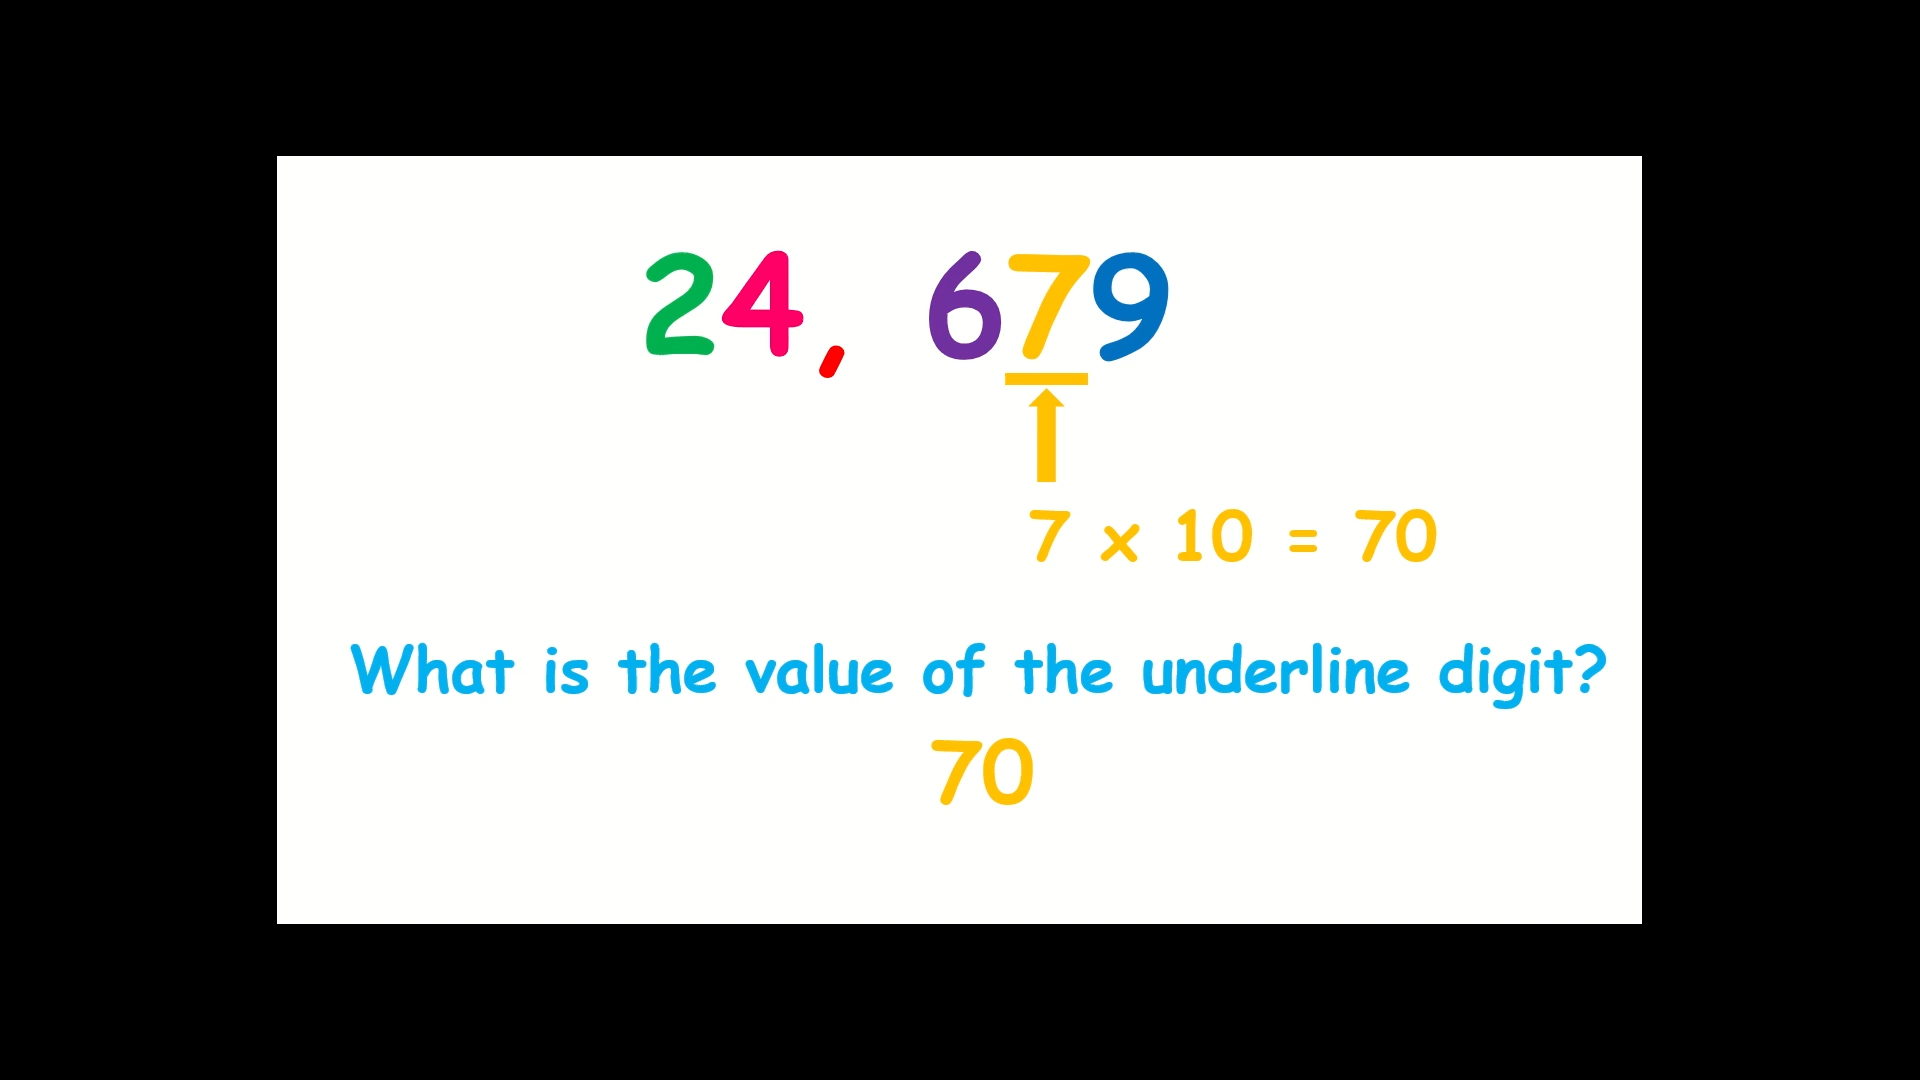 24, 679
7 x 10 = 70
What is the value of the underline digit?
70